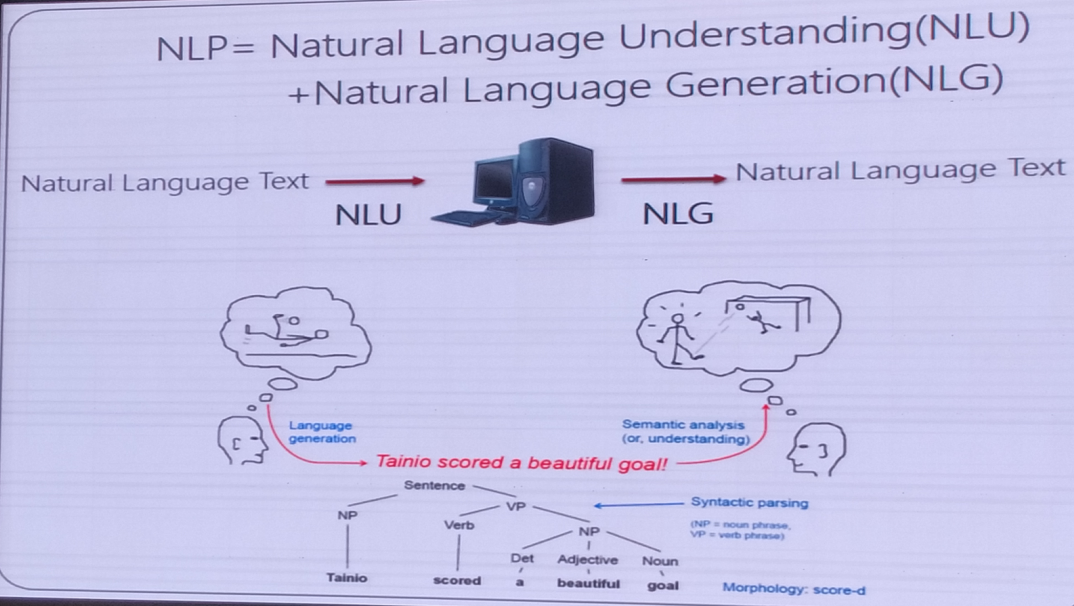 NLP= Natural Language Understanding(NLU)
+Natural Language Generation(NLG)
Natural Language Text
NLU
NLG
Natural Language Text
Language
generation
Semantic analysis
(or, understanding)
Tainio scored a beautiful goal!
Sentence
NP
VP
Syntactic parsing
(NP = noun phrase,
VP = verb phrase)
Verb
NP
Det
Adjective
Noun
Tainio
scored
a
beautiful
goal
Morphology: score-d